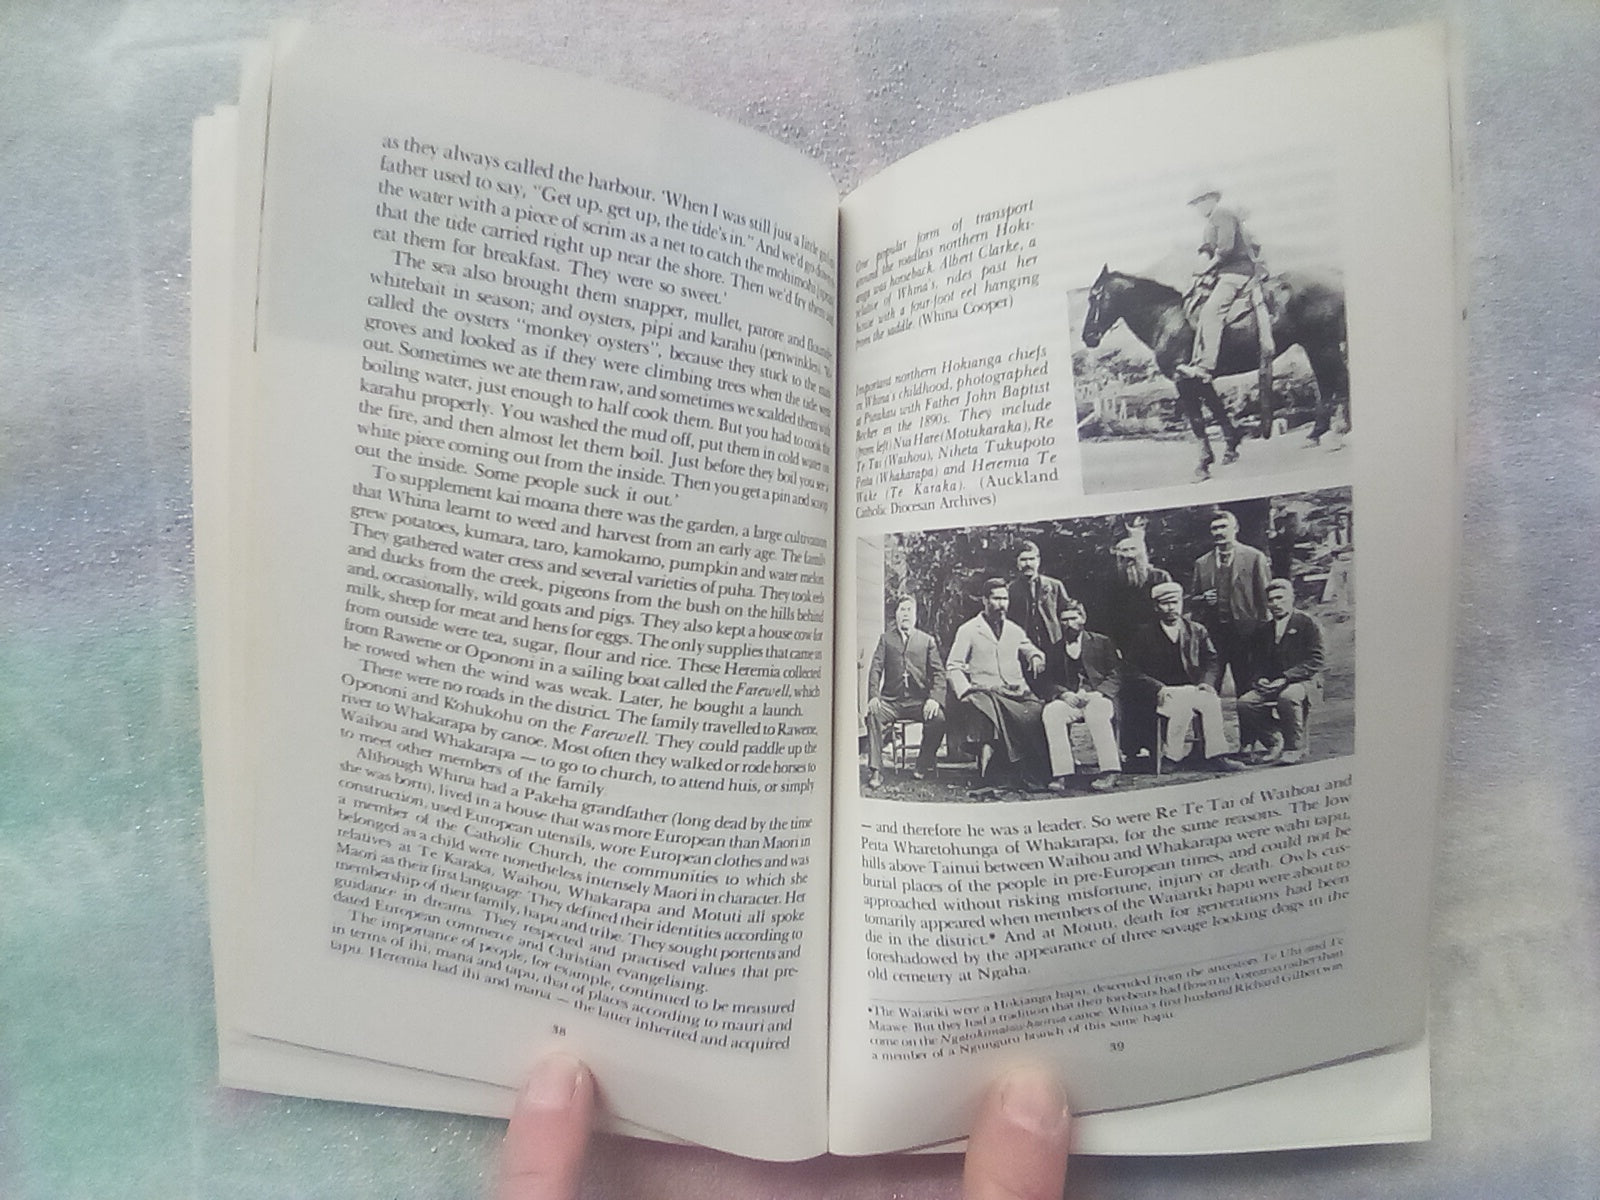 as they always called the harbour. 'When I was still just a little girl my
father used to say, "Get up, get up, the tide's in." And we'd go down to
the water with a piece of scrim as a net to catch the mohimohi
that the tide carried right up near the shore. Then we'd fry them and
eat them for breakfast. They were so sweet.'
The sea also brought them snapper, mullet, parore and flounder,
whitebait in season; and oysters, pipi and karahu (periwinkles). 'We
called the oysters "monkey oysters", because they stuck to the man-
groves and looked as if they were climbing trees when the tide went
out. Sometimes we ate them raw, and sometimes we scalded them with
boiling water, just enough to half cook them. But you had to cook the
karahu properly. You washed the mud off, put them in cold water on
the fire, and then almost let them boil. Just before they boil you see a
white piece coming out from the inside. Then you get a pin and scoop
out the inside. Some people suck it out.'
To supplement kai moana there was the garden, a large cultivation
that Whina learnt to weed and harvest from an early age. The family
grew potatoes, kumara, taro, kamokamo, pumpkin and water melon.
They gathered water cress and several varieties of puha. They took eels
and ducks from the creek, pigeons from the bush on the hills behind
and, occasionally, wild goats and pigs. They also kept a house cow for
milk, sheep for meat and hens for eggs. The only supplies that came in
from outside were tea, sugar, flour and rice. These Heremia collected
from Rawene or Opononi in a sailing boat called the Farewell, which
he rowed when the wind was weak. Later, he bought a launch.
There were no roads in the district. The family travelled to Rawene,
Opononi and Kohukohu on the Farewell. They could paddle up the
river to Whakarapa by canoe. Most often they walked or rode horses to
Waihou and Whakarapa — to go to church, to attend huis, or simply
to meet other members of the family.
Although Whina had a Pakeha grandfather (long dead by the time
she was born), lived in a house that was more European than Maori in
construction, used European utensils, wore European clothes and was
a member of the Catholic Church, the communities to which she
belonged as a child were nonetheless intensely Maori in character. Her
relatives at Te Karaka, Waihou, Whakarapa and Motuti all spoke
Maori as their first language. They defined their identities according to
membership of their family, hapu and tribe. They sought portents and
guidance in dreams. They respected and practised values that pre-
dated European commerce and Christian evangelising.
The importance of people, for example, continued to be measured
in terms of ihi, mana and tapu, that of places according to mauri and
tapu. Heremia had ihi and mana — the latter inherited and acquired
38
One popular form of transport
around the roadless northern Hoki-
anga was horseback. Albert Clarke, a
relative of Whina's, rides past her
house with a four-foot eel hanging
from the saddle. (Whina Cooper)
Important northern Hokianga chiefs
in Whina's childhood, photographed
at Purakau with Father John Baptist
Becker in the 1890s. They include
(from left) Nui Hare (Motukaraka), Re
Te Tai (Waihou), Niheta Tukupoto
Peita (Whakarapa) and Heremia Te
Wake (Te Karaka). (Auckland
Catholic Diocesan Archives)
— and therefore he was a leader. So were Re Te Tai of Waihou and
Peita Wharetohunga of Whakarapa, for the same reasons. The low
hills above Tainui between Waihou and Whakarapa were wahi tapu,
burial places of the people in pre-European times, and could not be
approached without risking misfortune, injury or death. Owls cus-
tomarily appeared when members of the Waiariki hapu were about to
die in the district.* And at Motuti, death for generations had been
foreshadowed by the appearance of three savage looking dogs in the
old cemetery at Ngaha.
*The Waiariki were a Hokianga hapu, descended from the ancestors Te Uhi and Te
Maawe. But they had a tradition that their forebears had flown to Aotearoa rather than
come on the Ngatokimatawhaorua canoe. Whina's first husband Richard Gilbert was
a member of a Ngunguru branch of this same hapu.
39